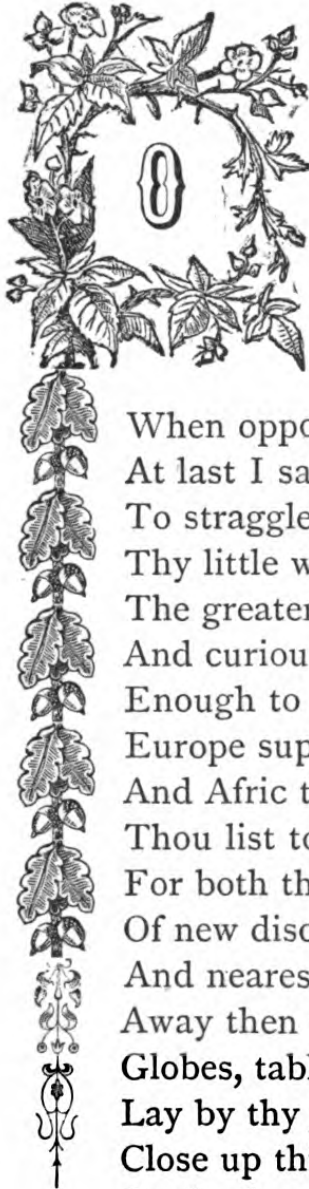 O
When oppo
At last I sa
To straggle
Thy little w
The greater
And curiou
Enough to
Europe sup
And Afric t
Thou list to
For both th
Of new disc
And neares
Away then
Globes, tabl
Lay by thy
Close up th